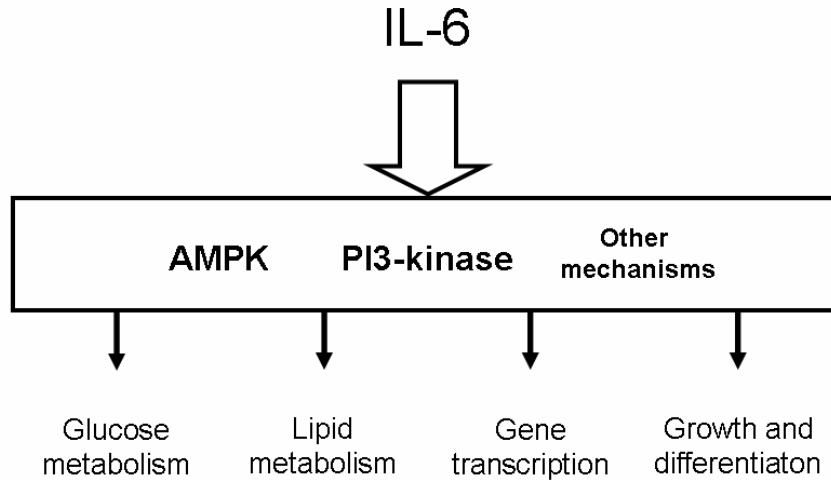 IL-6
AMPK PI3-kinase Other
mechanisms
Glucose
metabolism
Lipid
metabolism
Gene
transcription
Growth and
differentiaton